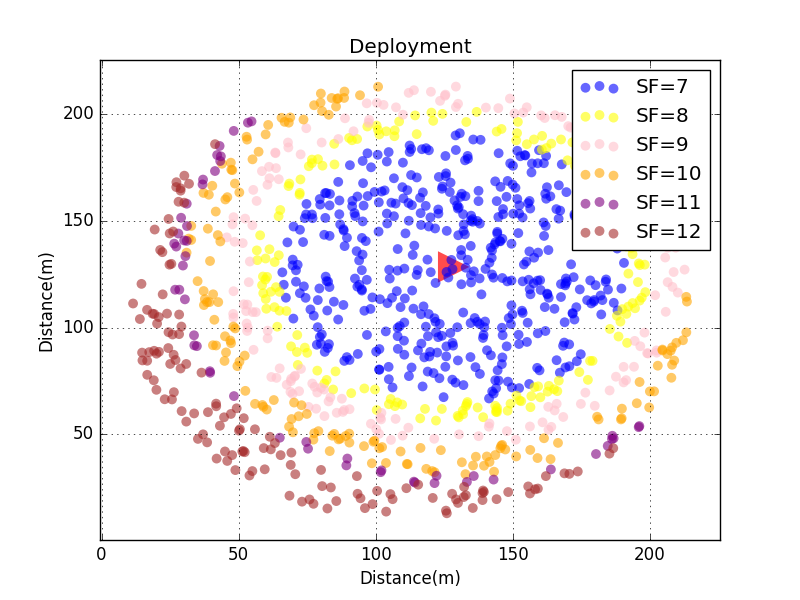 Deployment
SF=7
SF=8
SF=9
SF=10
SF=11
SF=12
Distance(m)
200
150
100
50
0
50
100
150
200
Distance(m)